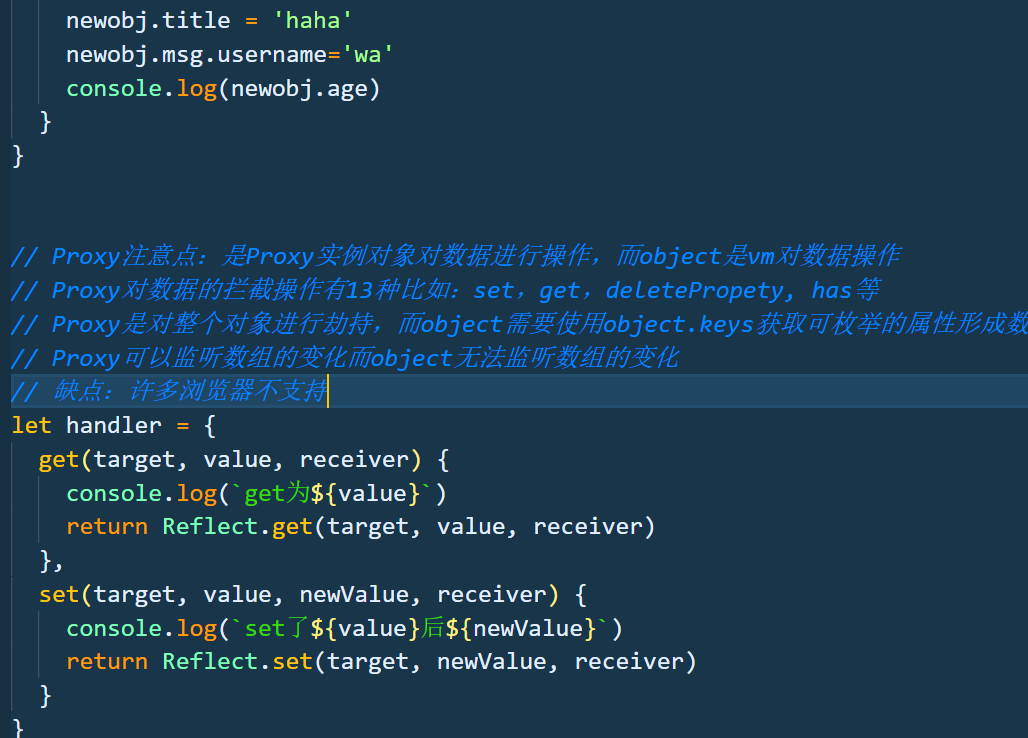 newobj.title = 'haha'
newobj.msg.username='wa'
console.log(newobj.age)
}
}
// Proxy注意点：是Proxy实例对象对数据进行操作，而object是vm对数据操作
// Proxy对数据的拦截操作有13种比如：set，get，deletePropety, has等
// Proxy是对整个对象进行劫持，而object需要使用object.keys获取可枚举的属性形成数
// Proxy可以监听数组的变化而object无法监听数组的变化
// 缺点：许多浏览器不支持
let handler = {
get(target, value, receiver) {
console.log(`get为${value}`)
return Reflect.get(target, value, receiver)
},
set(target, value, newValue, receiver) {
console.log(`set了${value}后${newValue}`)
return Reflect.set(target, newValue, receiver)
}
}